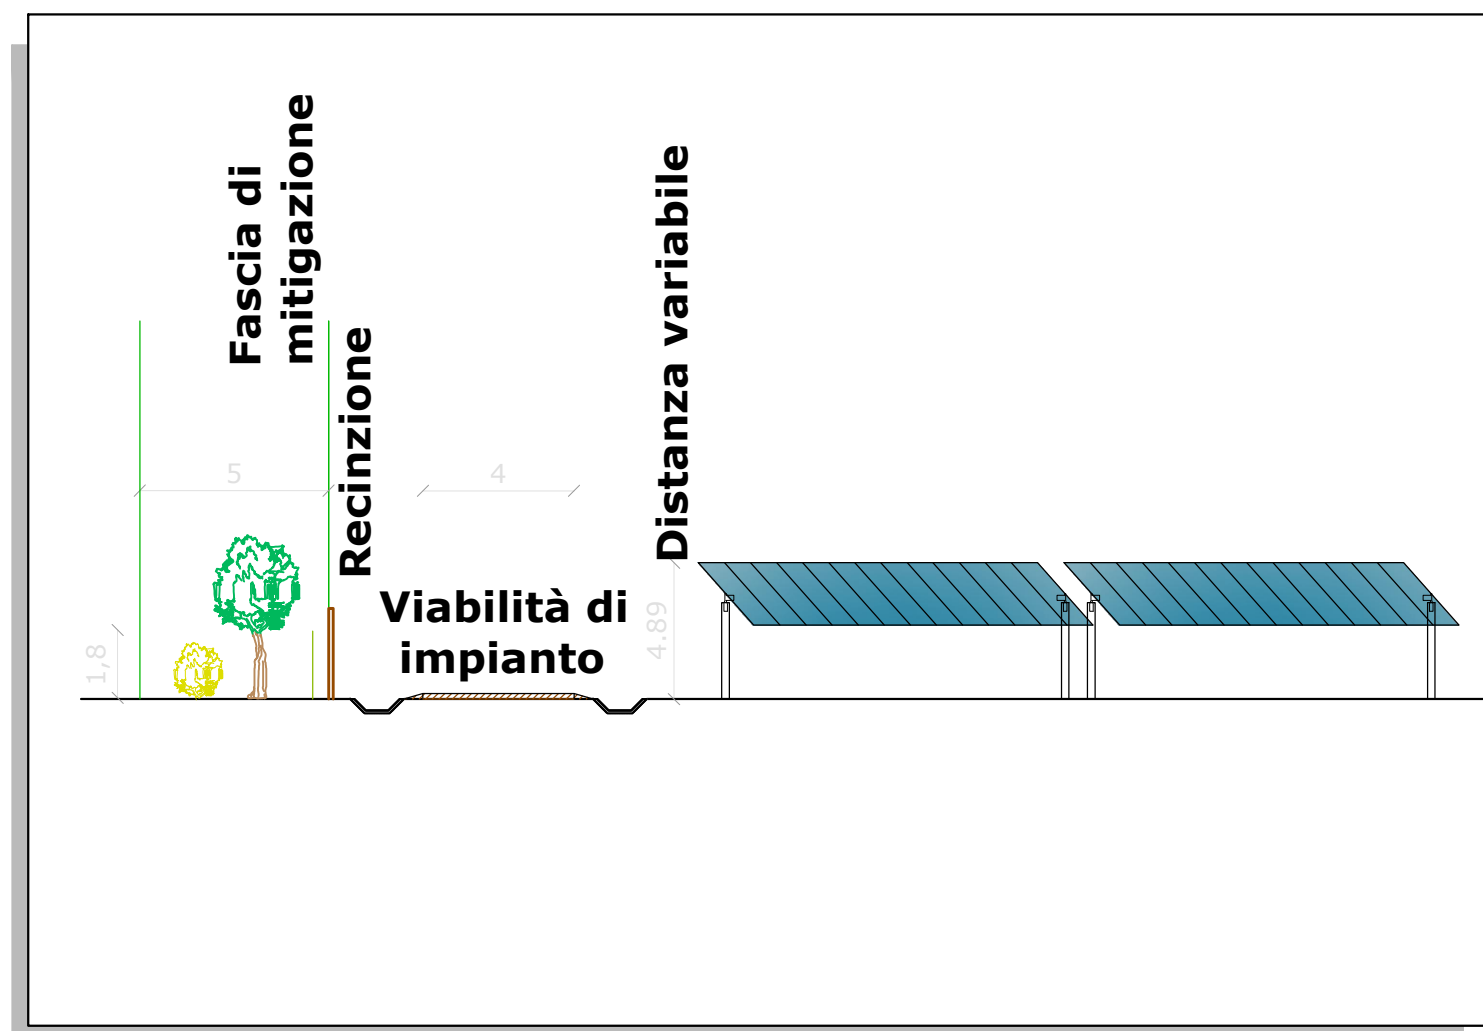 Fascia di
mitigazione
Recinzione
Distanza variabile
5
4
Viabilità di
impianto
1,8
4.89